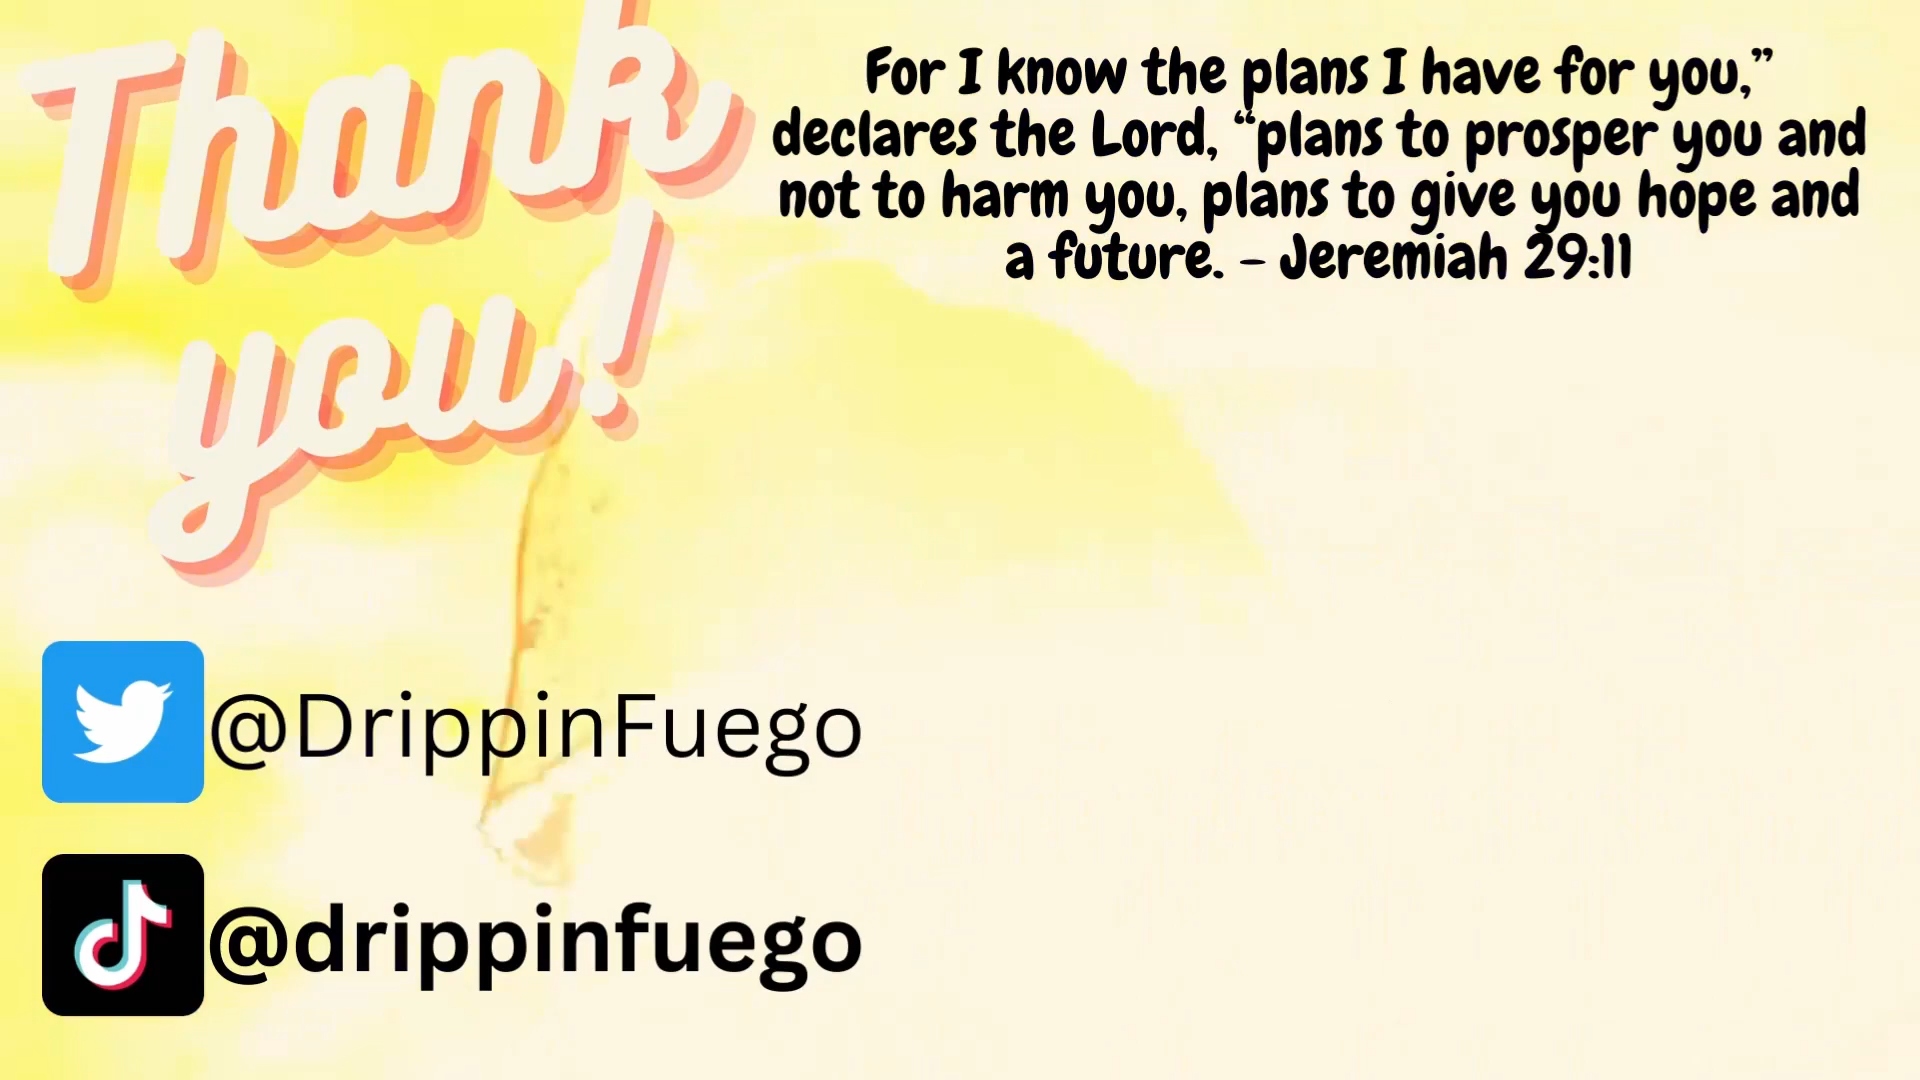 Thank
you!
For I know the plans I have for you,”
declares the Lord, “plans to prosper you and
not to harm you, plans to give you hope and
a future. - Jeremiah 29:11
@DrippinFuego
@drippinfuego